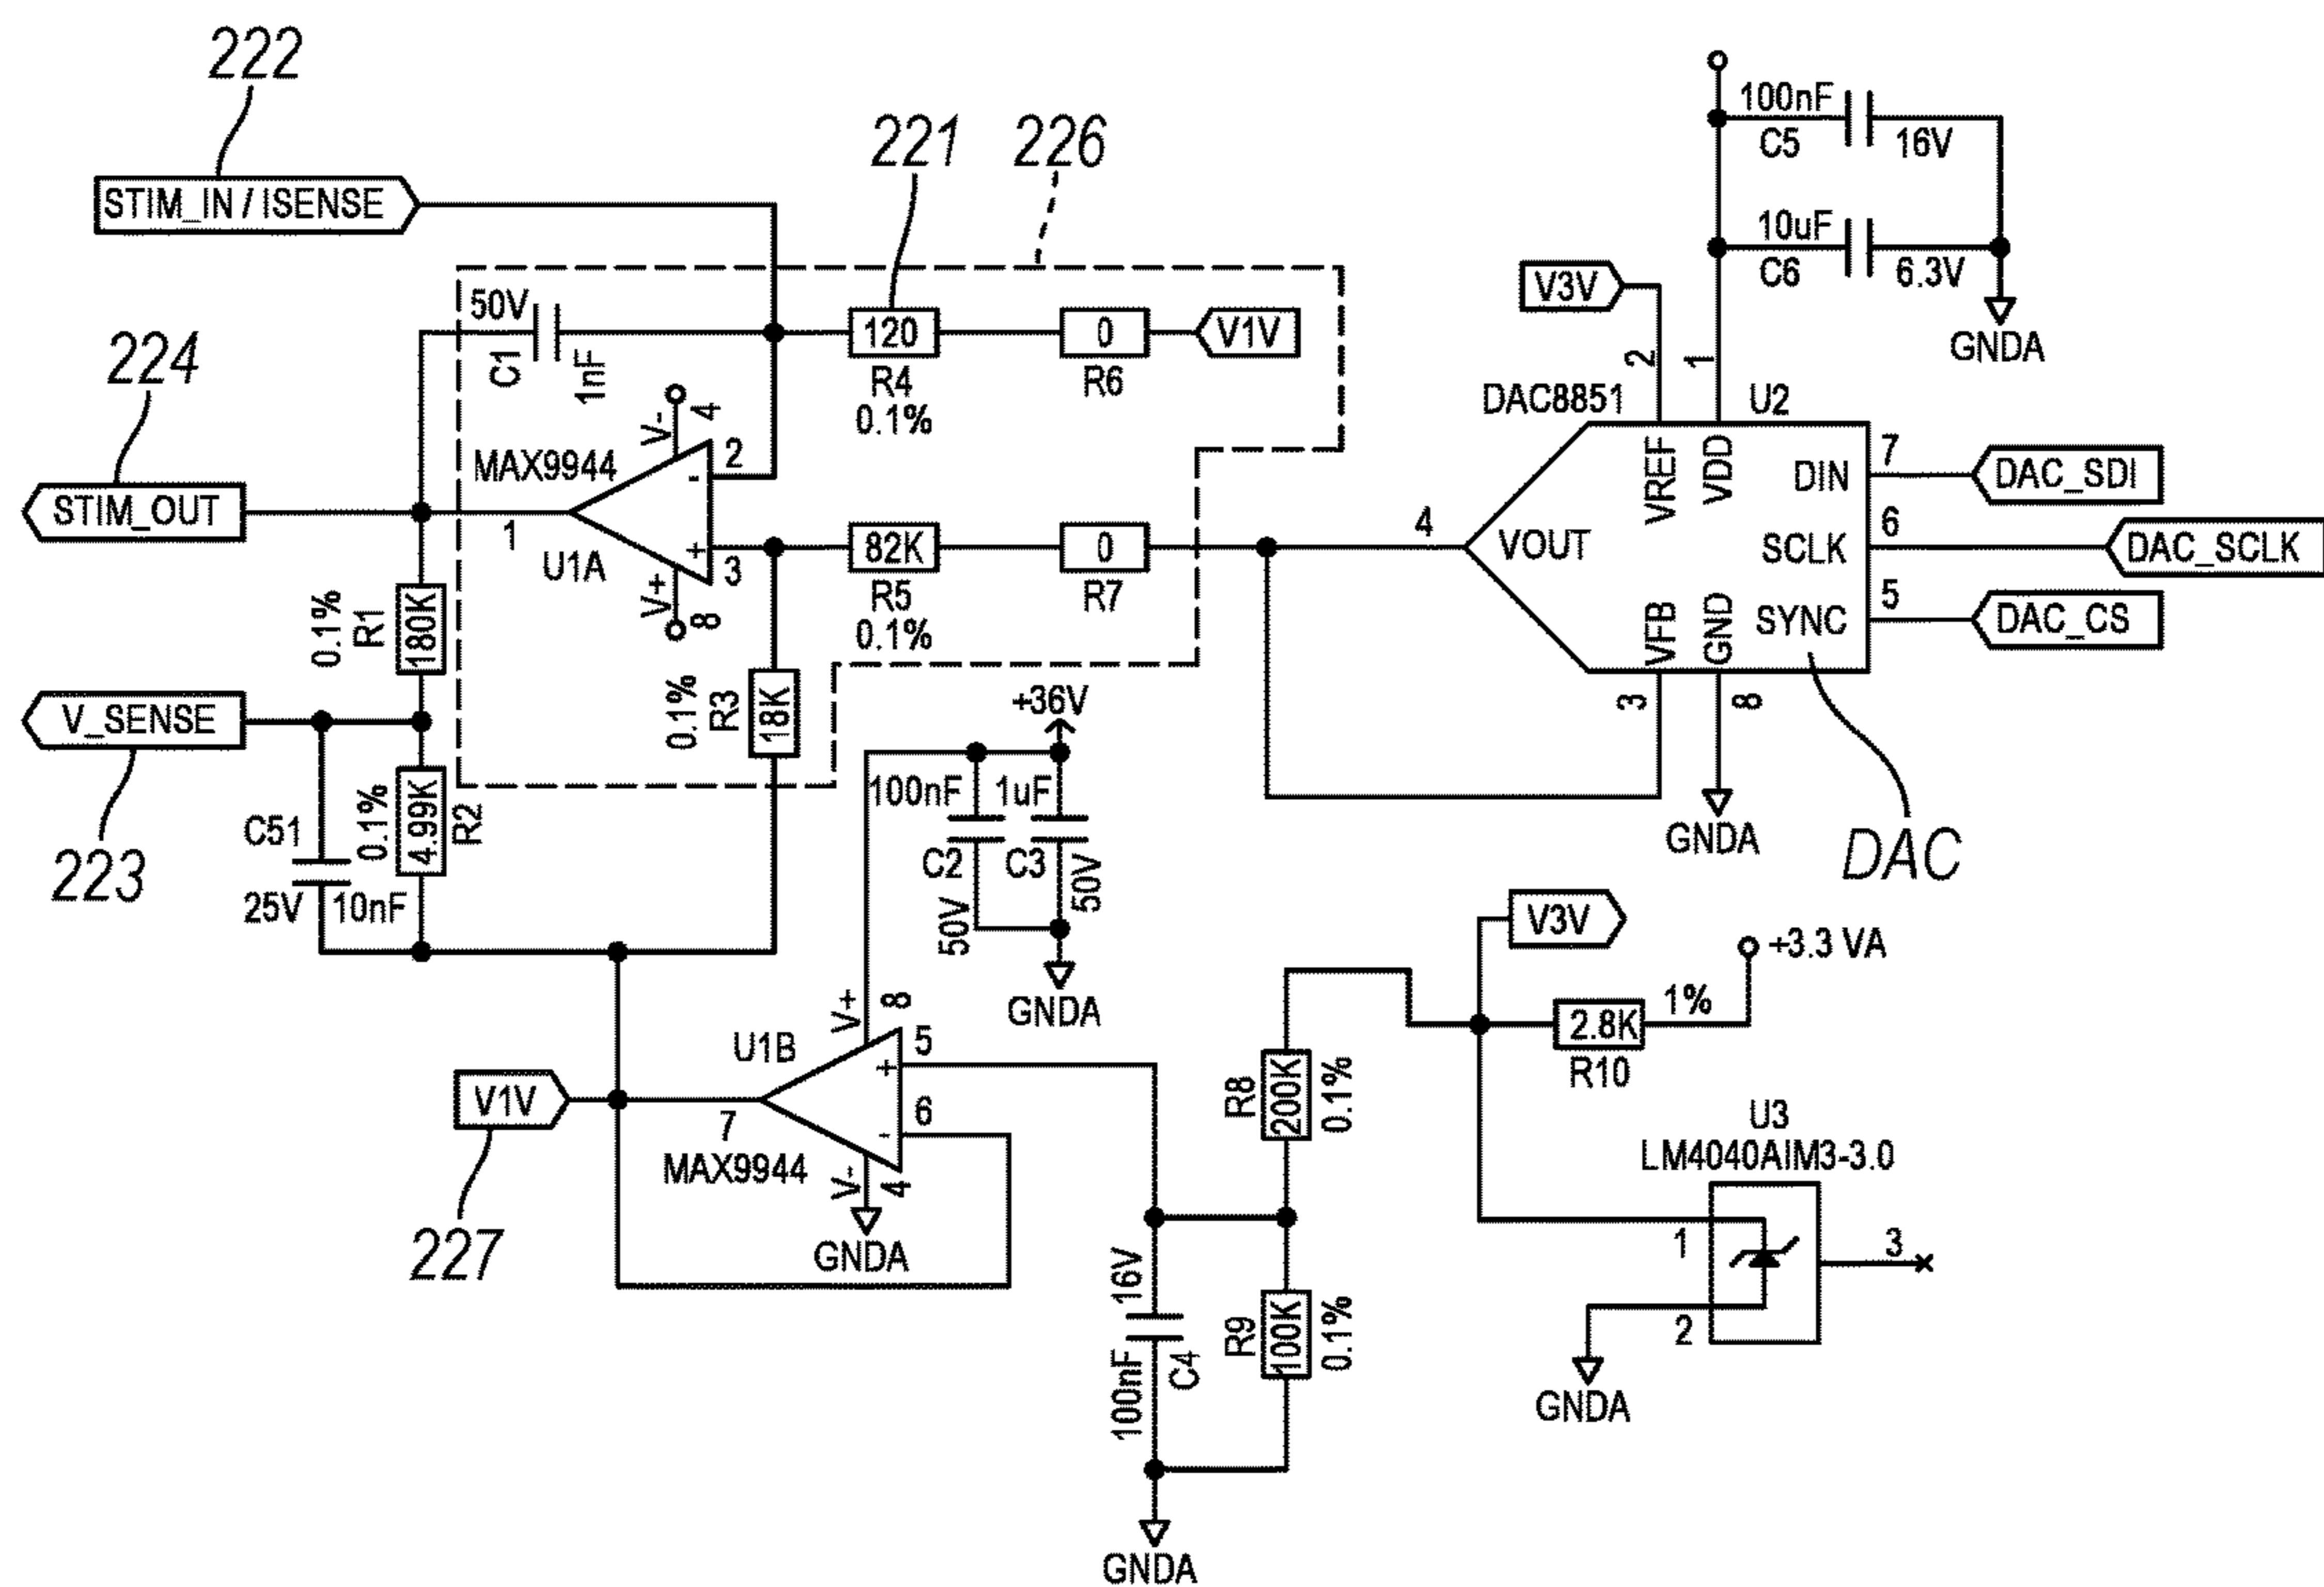 222
STIM_IN / ISENSE
221
226
100nF
C5
16V
10uF
C6
6.3V
GNDA
V3V
224
50V
C1
1nF
120
R4
0.1%
0
R6
V1V
STIM_OUT
MAX9944
V-
4
2
-
1
U1A
+
3
V+
8
82K
R5
0.1%
0
R7
DAC8851
U2
2
1
VREF
VDD
DIN
7
DAC_SDI
4
VOUT
SCLK
6
DAC_SCLK
VFB
GND
SYNC
5
DAC_CS
3
8
GNDA
DAC
0.1%
R1
180K
V_SENSE
223
0.1%
R3
18K
+36V
100nF
1uF
C2
C3
50V
50V
GNDA
C51
25V
10nF
0.1%
4.99K
R2
V3V
+3.3 VA
1%
2.8K
R10
U1B
V+
8
5
+
6
-
V1V
7
MAX9944
V-
4
GNDA
227
R8
200K
0.1%
U3
LM4040AIM3-3.0
1
3
2
GNDA
16V
100nF
C4
R9
100K
0.1%
GNDA